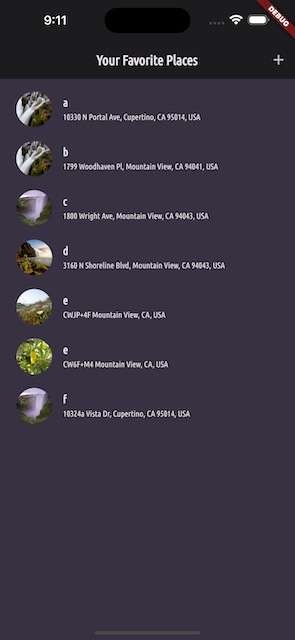 9:11
DEBUG
Your Favorite Places
+
a
10330 N Portal Ave, Cupertino, CA 95014, USA
b
1799 Woodhaven Pl, Mountain View, CA 94041, USA
c
1800 Wright Ave, Mountain View, CA 94043, USA
d
3160 N Shoreline Blvd, Mountain View, CA 94043, USA
e
CWJP+4F Mountain View, CA, USA
e
CW6F+M4 Mountain View, CA, USA
f
10324a Vista Dr, Cupertino, CA 95014, USA